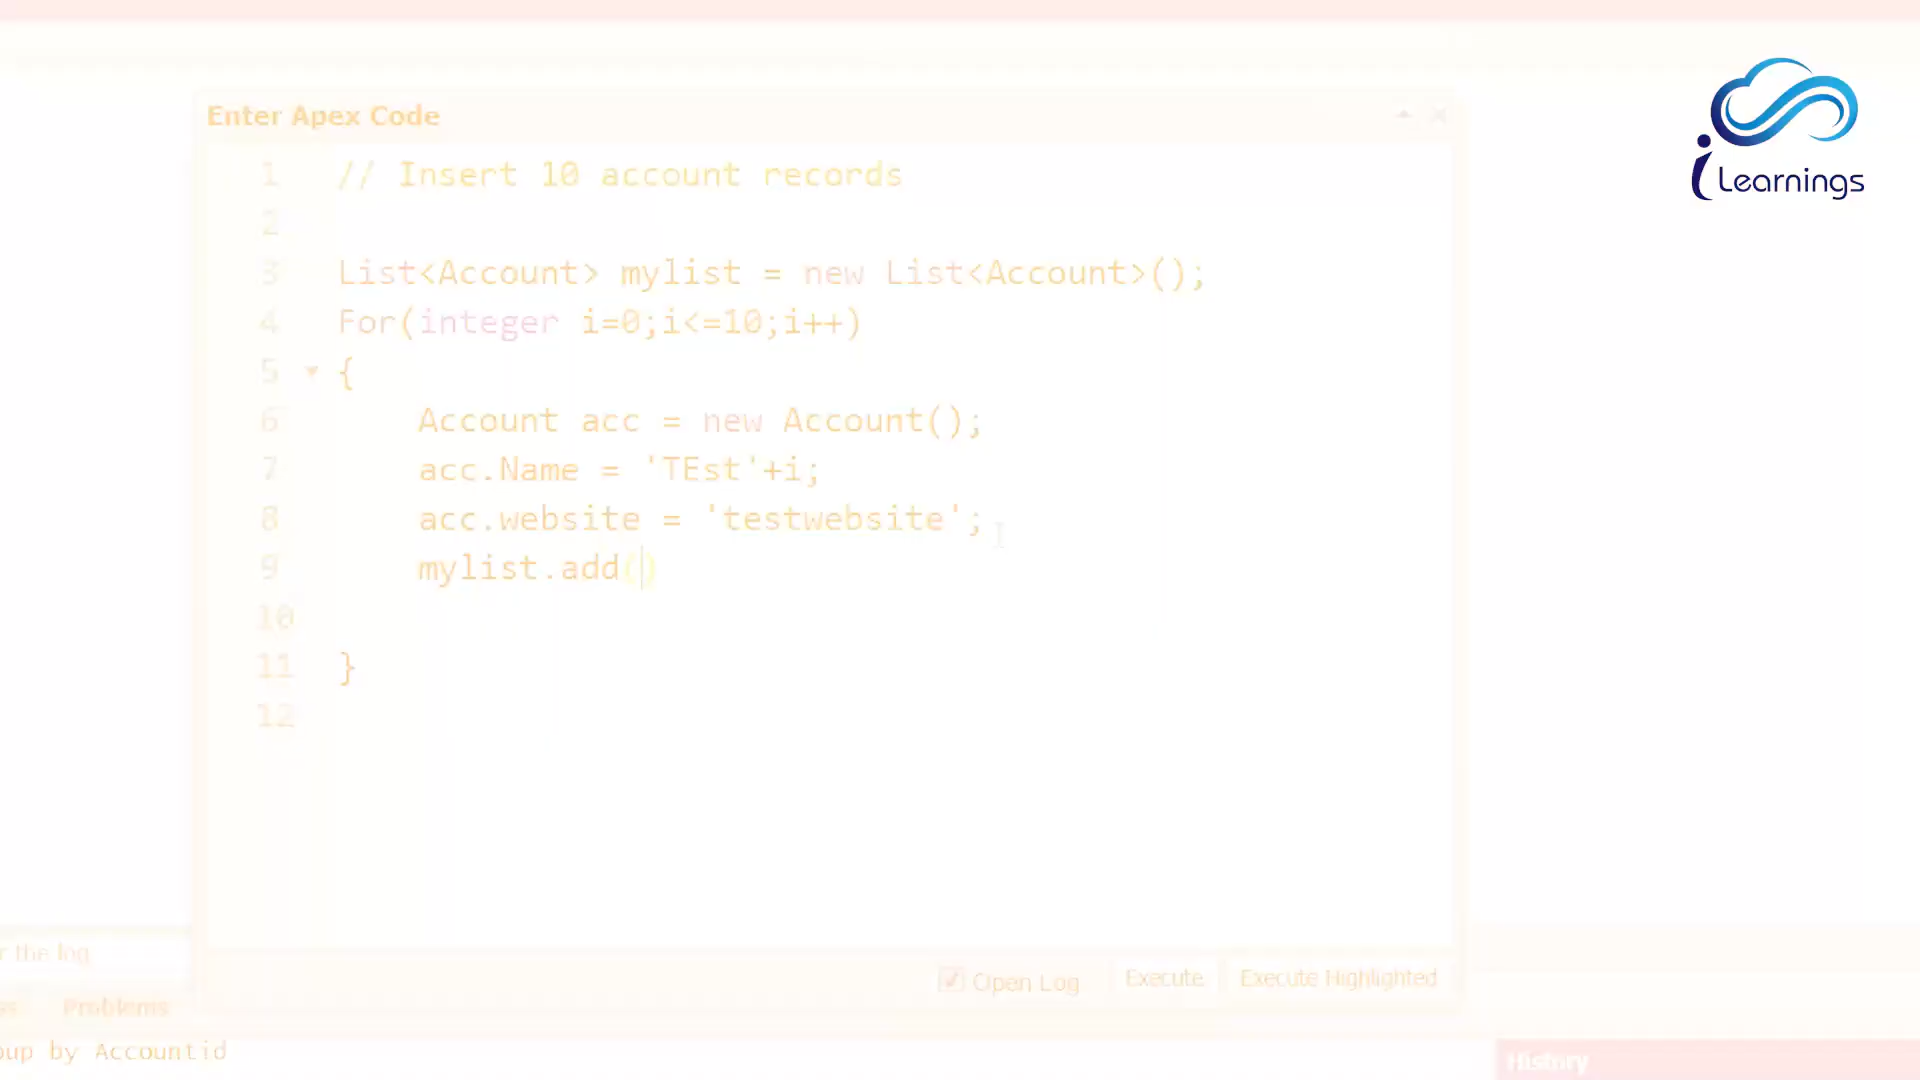 Enter Apex Code
1 // Insert 10 account records
2
3 List<Account> mylist = new List<Account>();
4 For(integer i=0;i<=10;i++)
5 {
6 Account acc = new Account();
7 acc.Name = 'TEst'+i;
8 acc.website = 'testwebsite';
9 mylist.add()
10
11 }
12
i Learnings
r the log
Open Log Execute Execute Highlighted
Problems
oup by Accountid
History